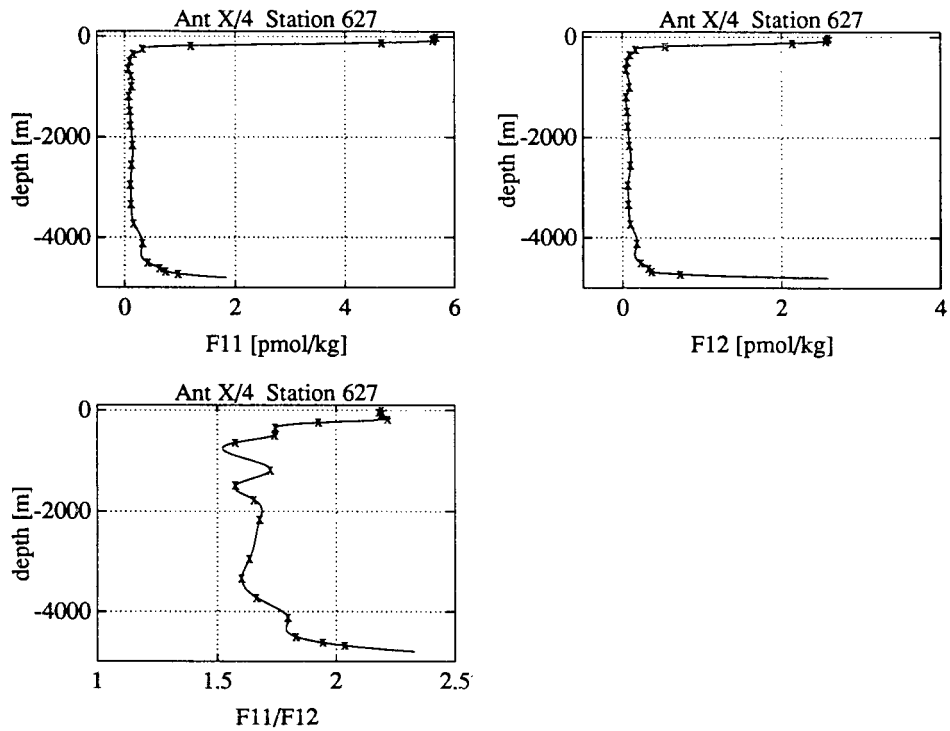 Ant X/4 Station 627
0
-2000
-4000
depth [m]
0 2 4 6
F11 [pmol/kg]
Ant X/4 Station 627
0
-2000
-4000
depth [m]
0 2 4
F12 [pmol/kg]
Ant X/4 Station 627
0
-2000
-4000
depth [m]
1 1.5 2 2.5
F11/F12